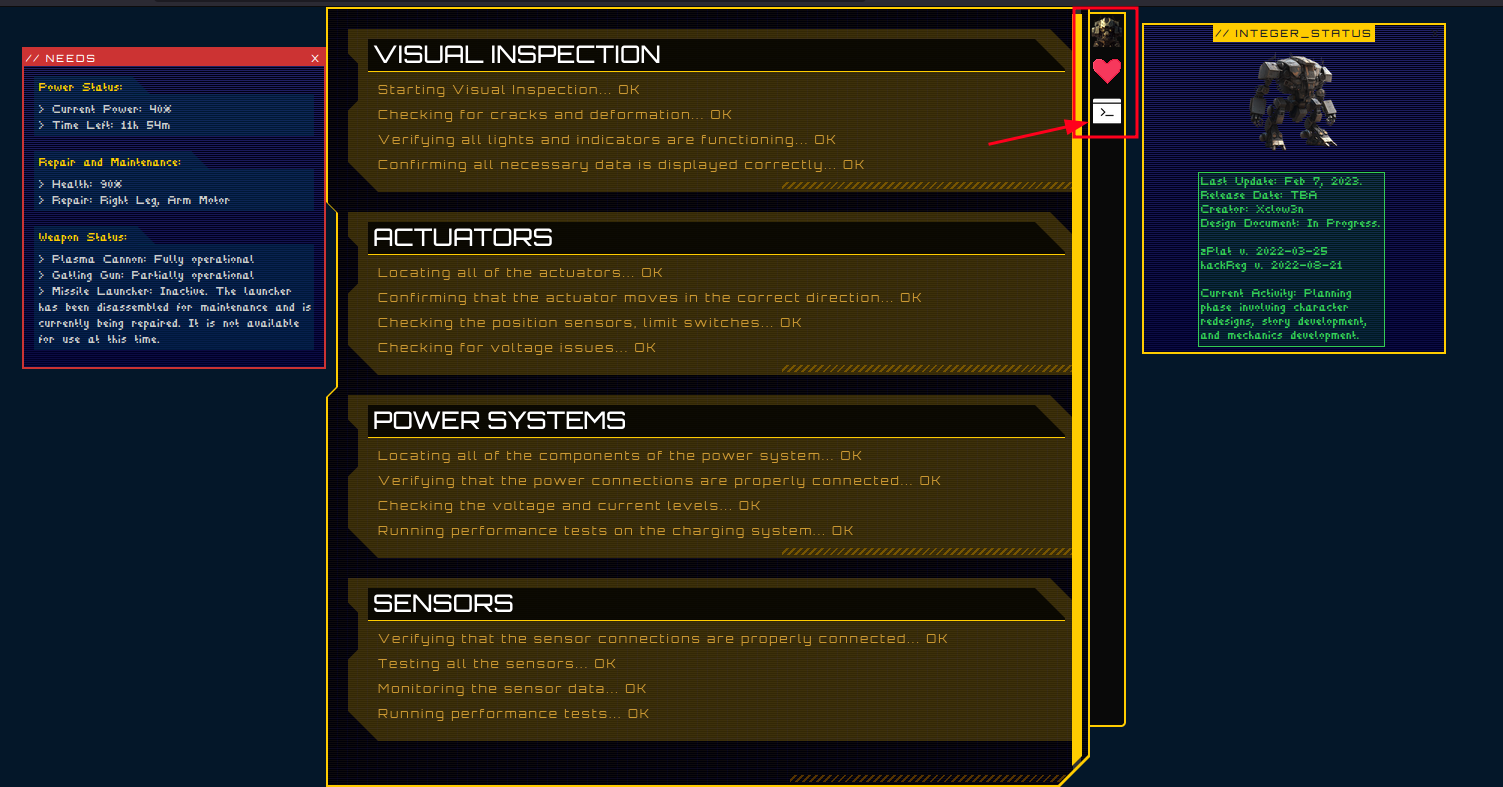 // NEEDS X
Power Status:
> Current Power: 40%
> Time Left: 11h 54m
Repair and Maintenance:
> Health: 90%
> Repair: Right Leg, Arm Motor
Weapon Status:
> Plasma Cannon: Fully operational
> Gatling Gun: Partially operational
> Missile Launcher: Inactive. The launcher
has been disassembled for maintenance and is
currently being repaired. It is not available
for use at this time.
VISUAL INSPECTION
Starting Visual Inspection... OK
Checking for cracks and deformation... OK
Verifying all lights and indicators are functioning... OK
Confirming all necessary data is displayed correctly... OK
ACTUATORS
Locating all of the actuators... OK
Confirming that the actuator moves in the correct direction... OK
Checking the position sensors, limit switches... OK
Checking for voltage issues... OK
POWER SYSTEMS
Locating all of the components of the power system... OK
Verifying that the power connections are properly connected... OK
Checking the voltage and current levels... OK
Running performance tests on the charging system... OK
SENSORS
Verifying that the sensor connections are properly connected... OK
Testing all the sensors... OK
Monitoring the sensor data... OK
Running performance tests... OK
>_
// INTEGER_STATUS
Last Update: Feb 7, 2023.
Release Date: TBA
Creator: Xclow3n
Design Document: In Progress.
zPlat v. 2022-03-25
hackReg v. 2022-08-21
Current Activity: Planning
phase involving character
redesigns, story development,
and mechanics development.